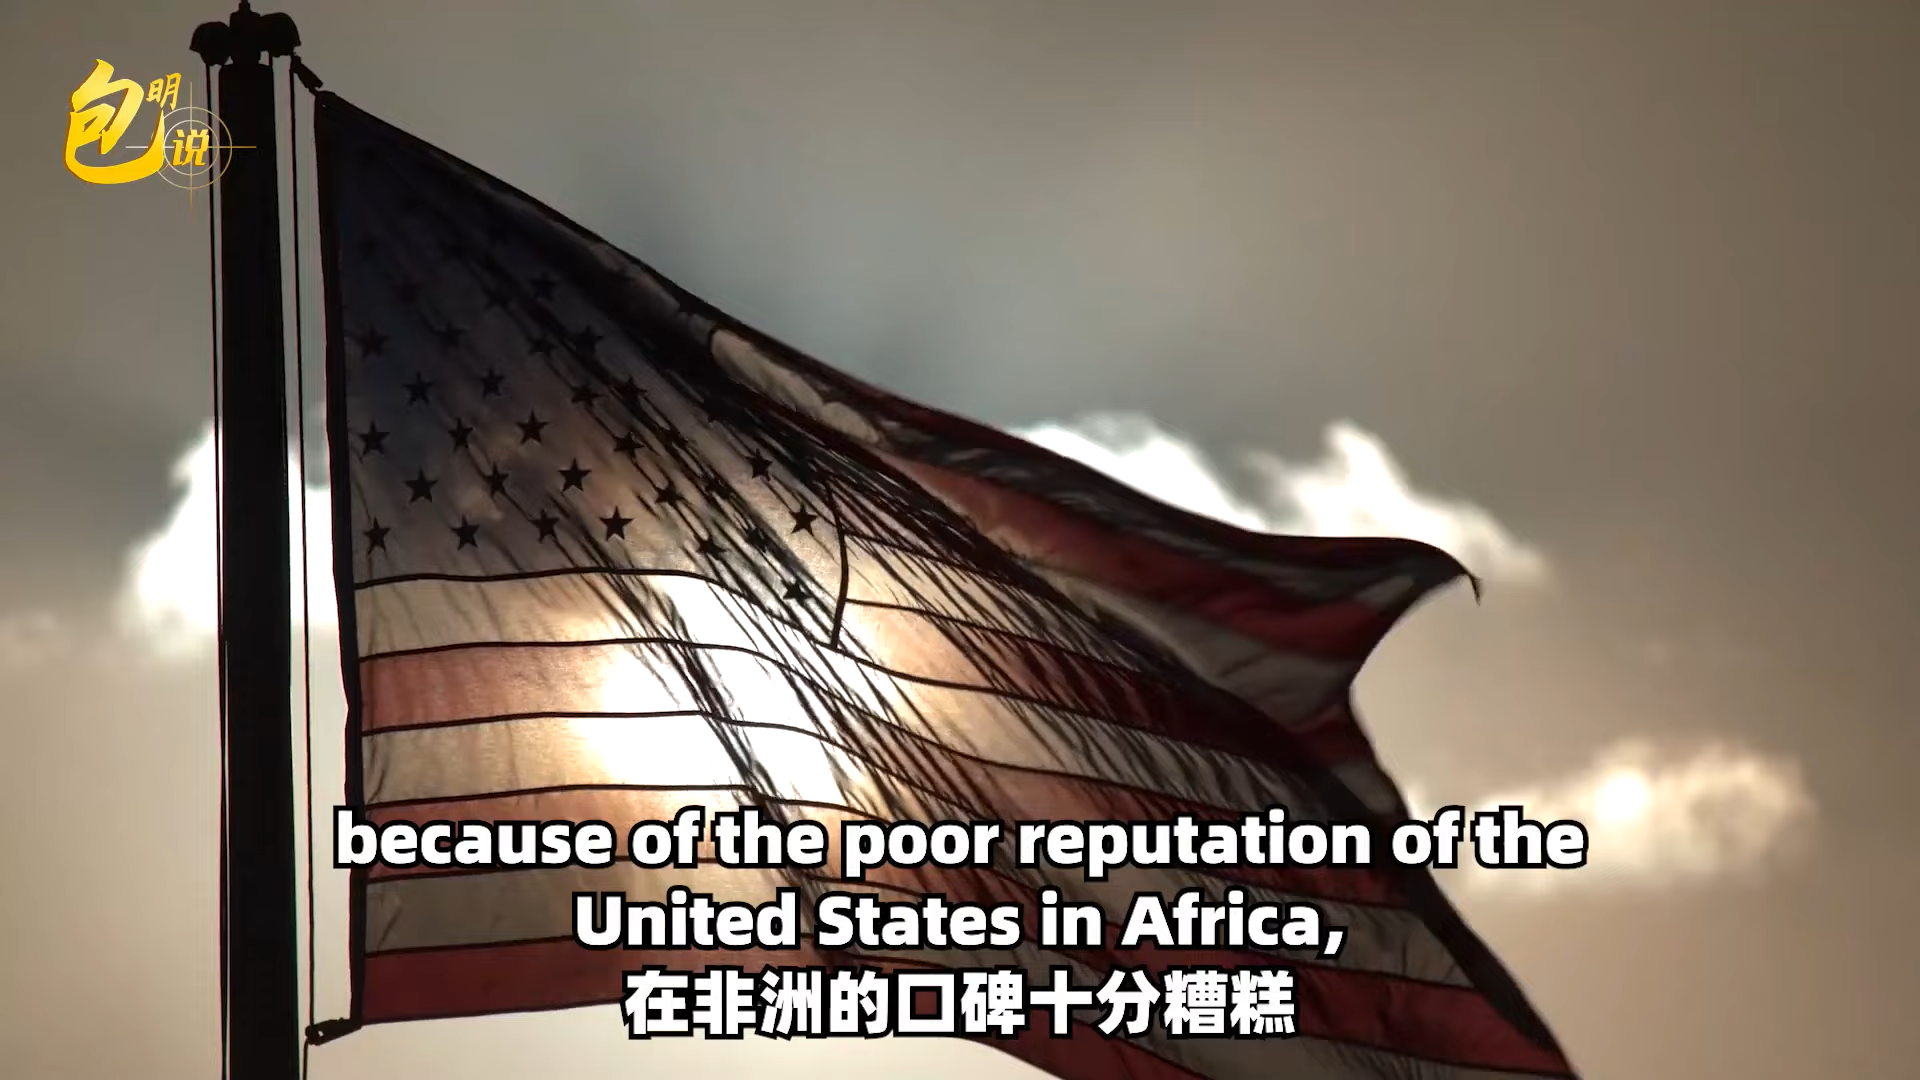 包明说
because of the poor reputation of the
United States in Africa,
在非洲的口碑十分糟糕